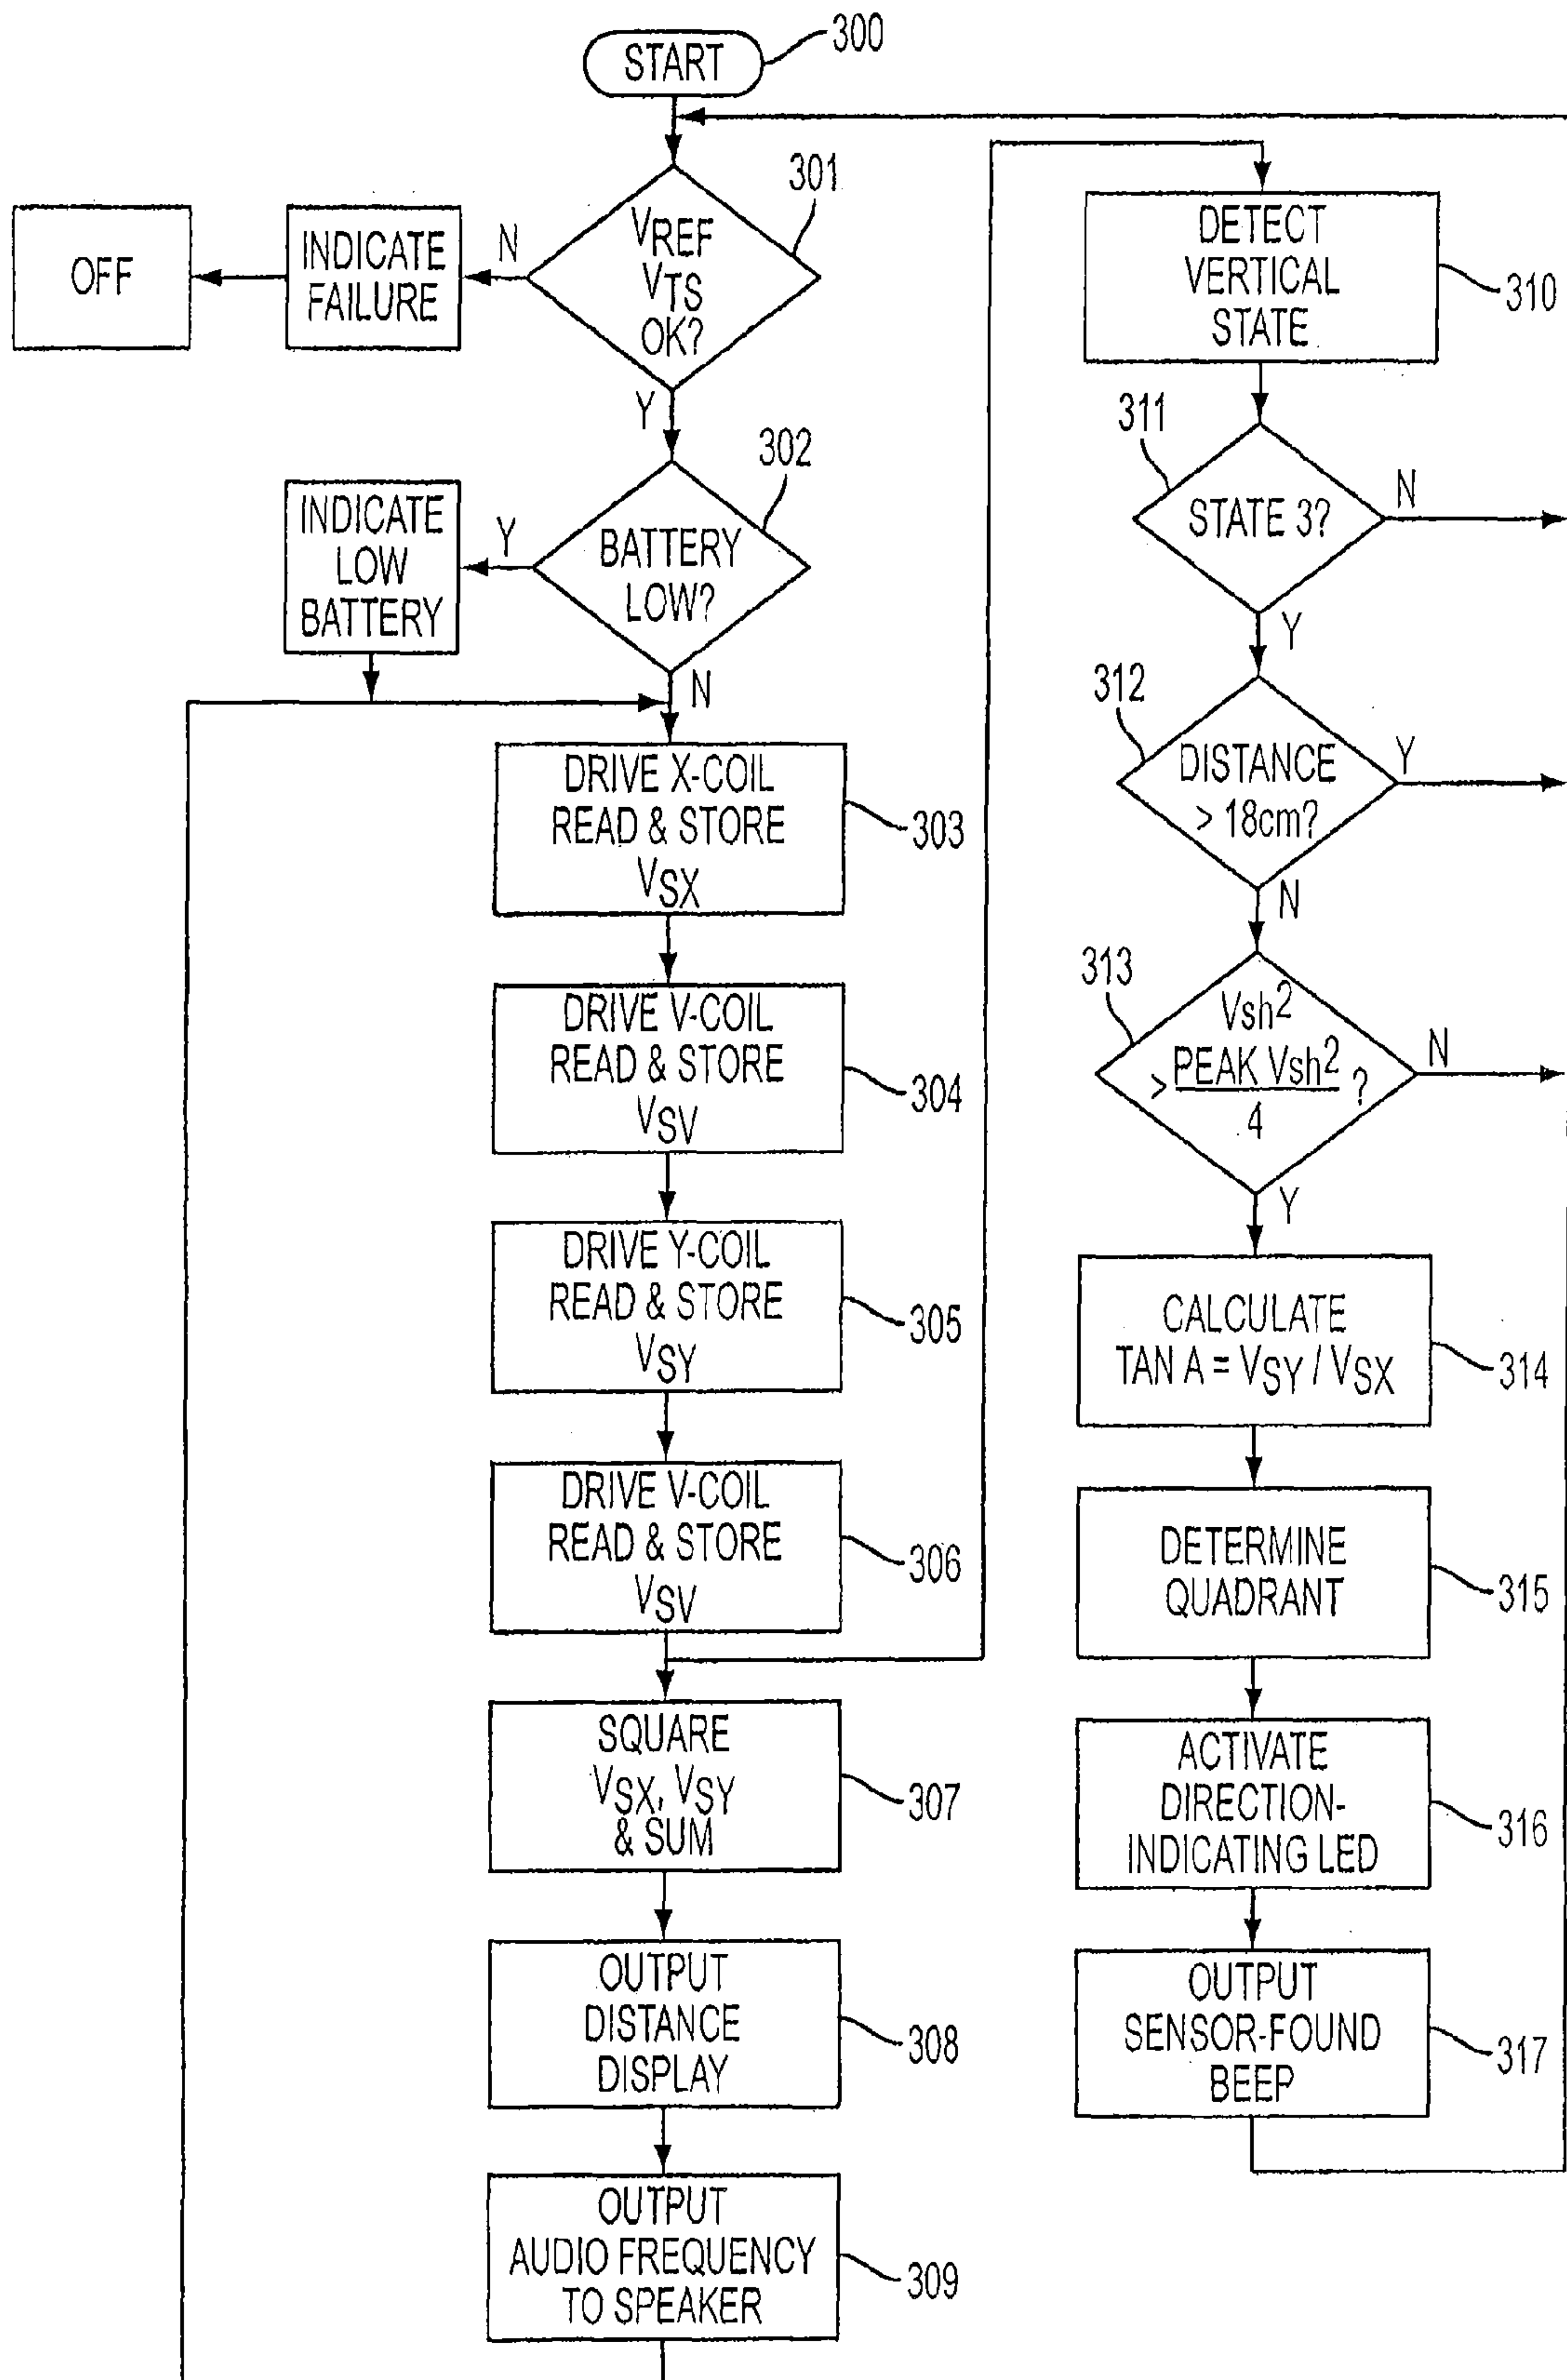 START
300
301
VREF
VTS
OK?
N
INDICATE
FAILURE
OFF
Y
302
BATTERY
LOW?
Y
INDICATE
LOW
BATTERY
N
DRIVE X-COIL
READ & STORE
VSX
303
DRIVE V-COIL
READ & STORE
VSV
304
DRIVE Y-COIL
READ & STORE
VSY
305
DRIVE V-COIL
READ & STORE
VSV
306
SQUARE
VSX, VSY
& SUM
307
OUTPUT
DISTANCE
DISPLAY
308
OUTPUT
AUDIO FREQUENCY
TO SPEAKER
309
DETECT
VERTICAL
STATE
310
311
STATE 3?
N
Y
312
DISTANCE
> 18cm?
Y
N
313
Vsh²
> PEAK Vsh² ?
4
N
Y
CALCULATE
TAN A = VSY / VSX
314
DETERMINE
QUADRANT
315
ACTIVATE
DIRECTION-
INDICATING LED
316
OUTPUT
SENSOR-FOUND
BEEP
317